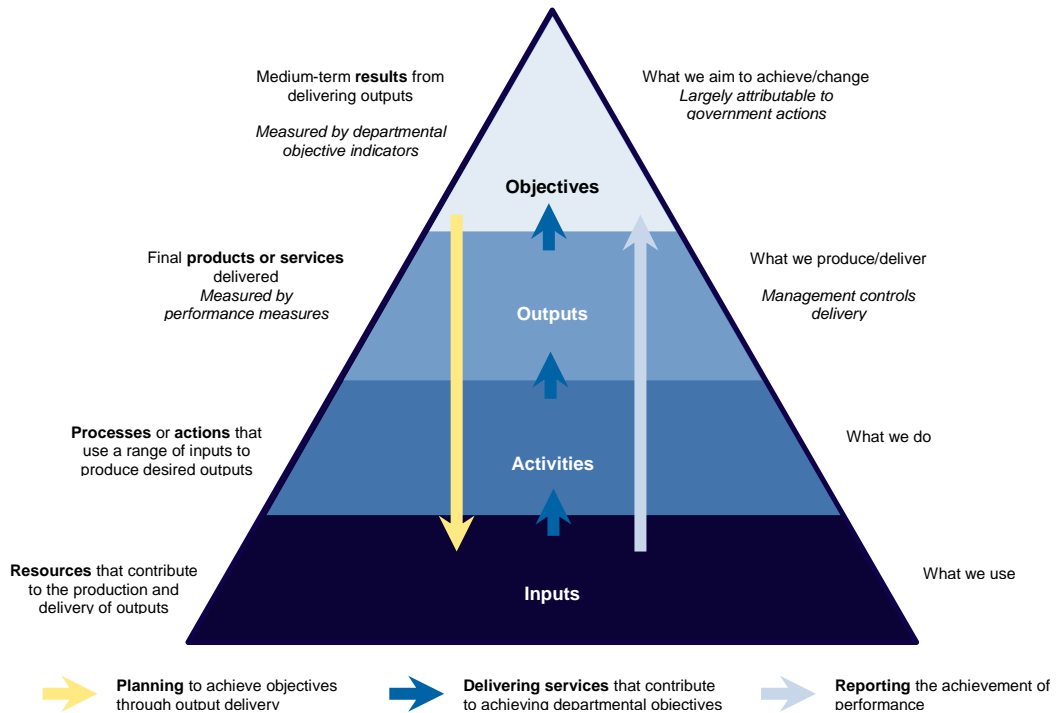 Medium-term results from
delivering outputs
Measured by departmental
objective indicators
What we aim to achieve/change
Largely attributable to
government actions
Objectives
Final products or services
delivered
Measured by
performance measures
What we produce/deliver
Management controls
delivery
Outputs
Processes or actions that
use a range of inputs to
produce desired outputs
What we do
Activities
Resources that contribute
to the production and
delivery of outputs
What we use
Inputs
Planning to achieve objectives
through output delivery
Delivering services that contribute
to achieving departmental objectives
Reporting the achievement of
performance